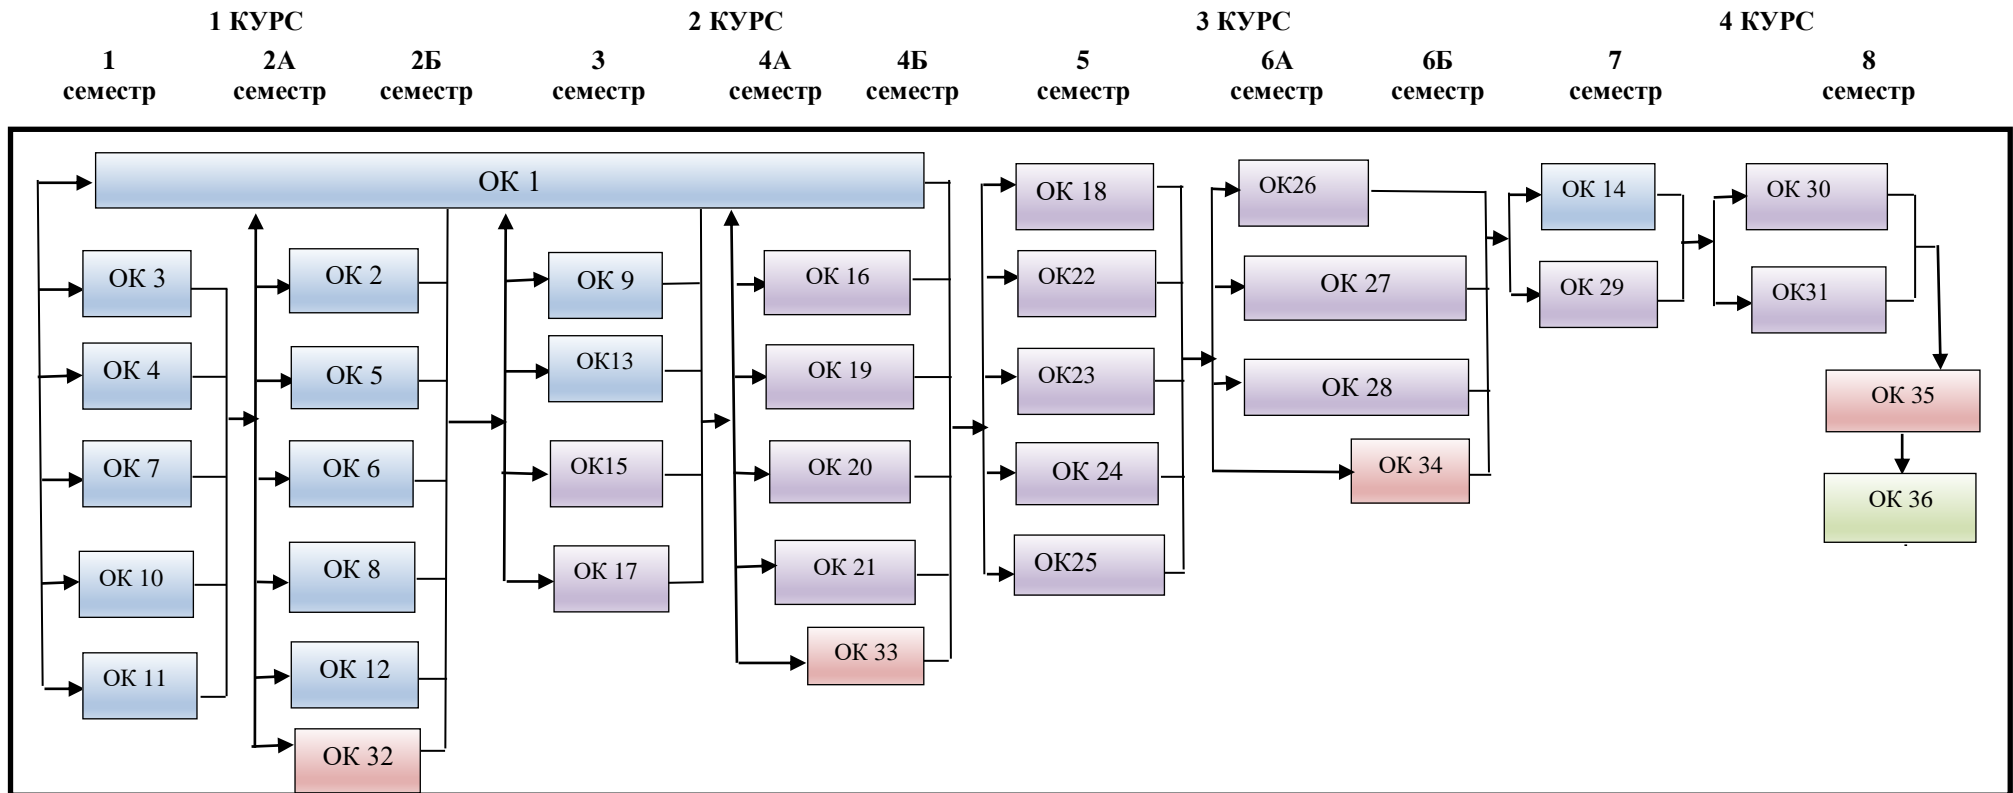 1 КУРС
2 КУРС
3 КУРС
4 КУРС
1 семестр
2А семестр
2Б семестр
3 семестр
4А семестр
4Б семестр
5 семестр
6А семестр
6Б семестр
7 семестр
8 семестр
ОК 1
ОК 3
ОК 4
ОК 7
ОК 10
ОК 11
ОК 2
ОК 5
ОК 6
ОК 8
ОК 12
ОК 32
ОК 9
ОК13
ОК15
ОК 17
ОК 16
ОК 19
ОК 20
ОК 21
ОК 33
ОК 18
ОК22
ОК23
ОК 24
ОК25
ОК26
ОК 27
ОК 28
ОК 34
ОК 14
ОК 29
ОК 30
ОК31
ОК 35
ОК 36